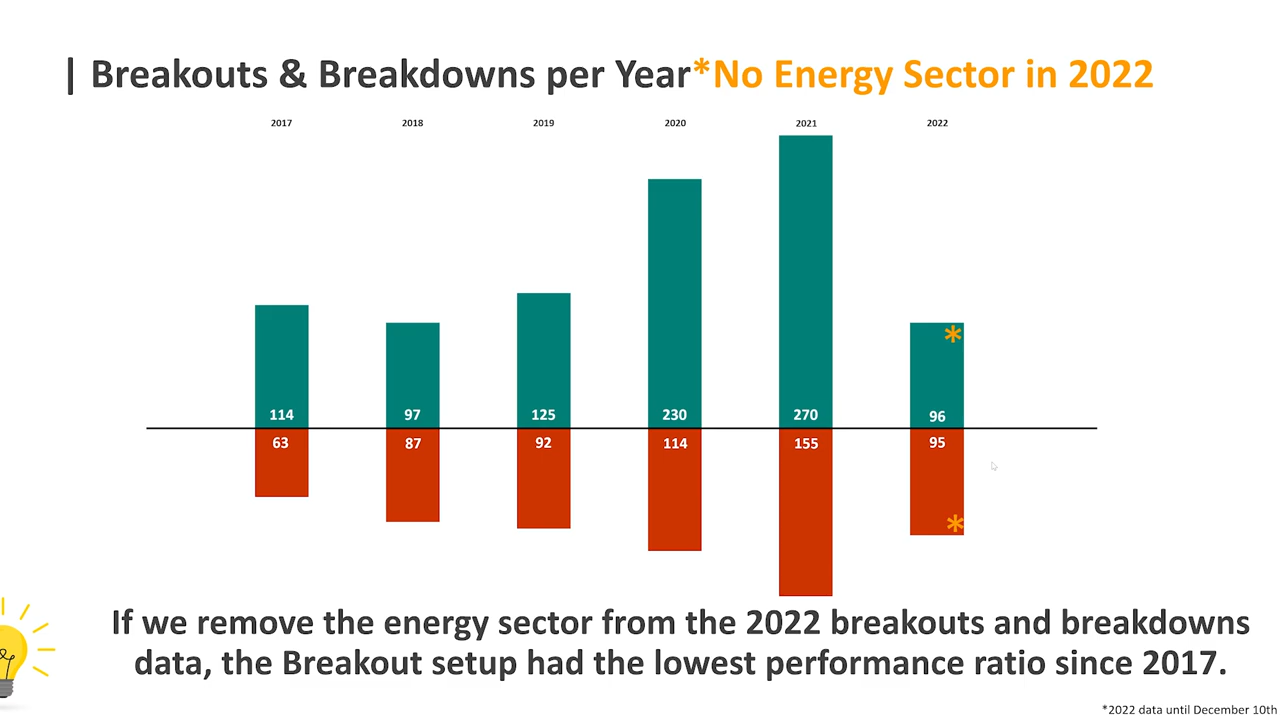 | Breakouts & Breakdowns per Year*No Energy Sector in 2022
2017 2018 2019 2020 2021 2022
*
114 97 125 230 270 96
63 87 92 114 155 95
*
If we remove the energy sector from the 2022 breakouts and breakdowns
data, the Breakout setup had the lowest performance ratio since 2017.
*2022 data until December 10th